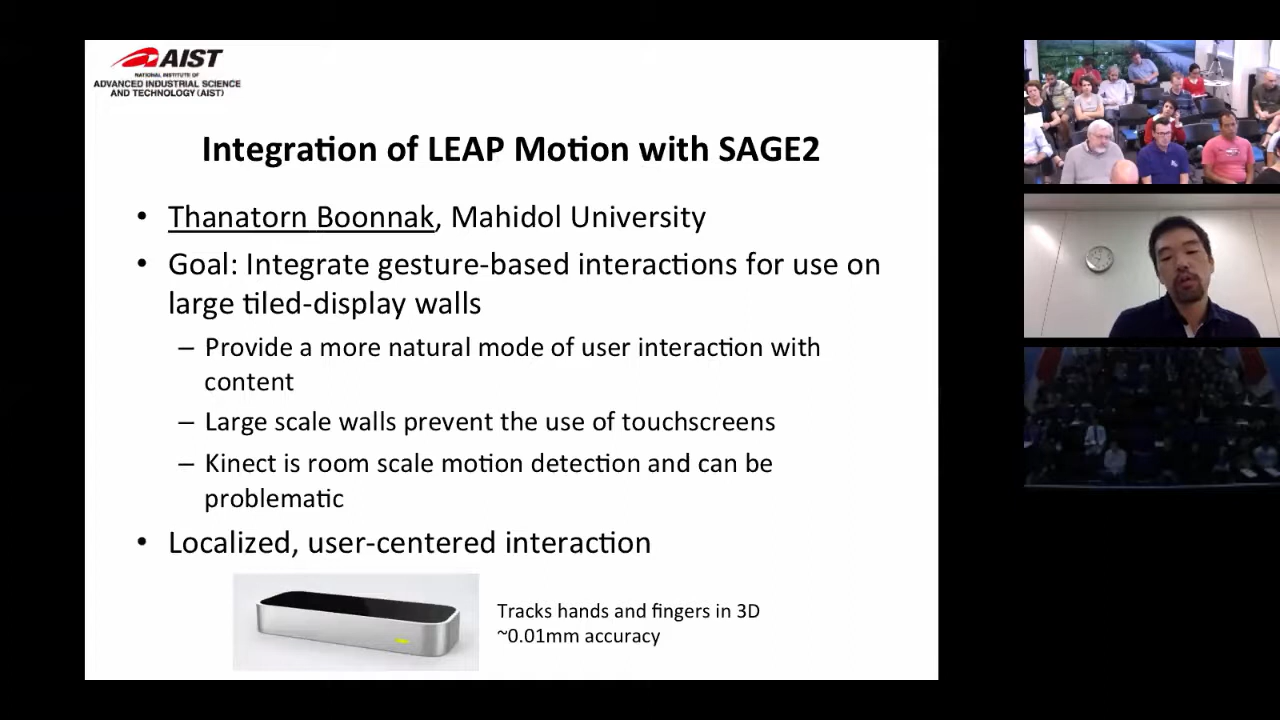 AIST
NATIONAL INSTITUTE OF
ADVANCED INDUSTRIAL SCIENCE
AND TECHNOLOGY (AIST)
Integration of LEAP Motion with SAGE2
• Thanatorn Boonnak, Mahidol University
• Goal: Integrate gesture-based interactions for use on
large tiled-display walls
– Provide a more natural mode of user interaction with
content
– Large scale walls prevent the use of touchscreens
– Kinect is room scale motion detection and can be
problematic
• Localized, user-centered interaction
Tracks hands and fingers in 3D
~0.01mm accuracy